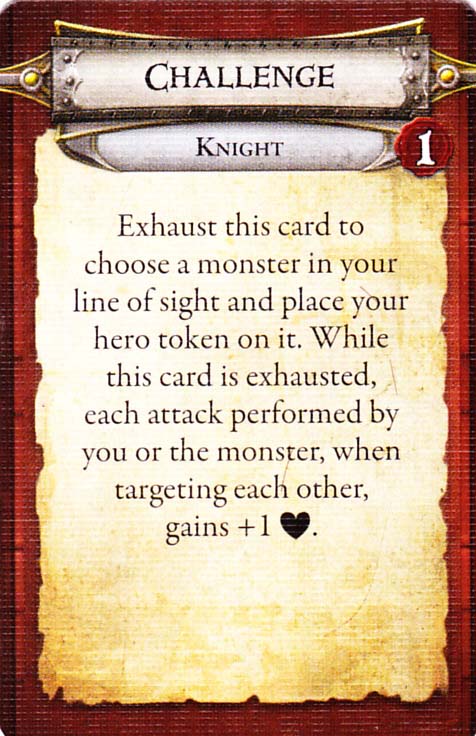 CHALLENGE
KNIGHT
1
Exhaust this card to
choose a monster in your
line of sight and place your
hero token on it. While
this card is exhausted,
each attack performed by
you or the monster, when
targeting each other,
gains +1 ♥.